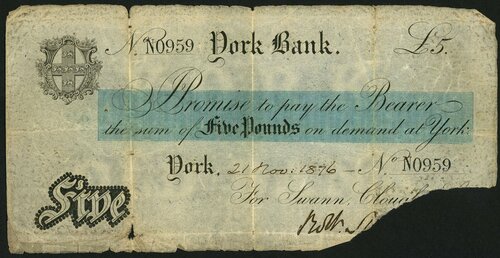 No. N0959 York Bank. £5.
I Promise to pay the Bearer
the sum of Five Pounds on demand at York
York, 21 Nov: 1876 - No. N0959
For Swann, Clough
Five